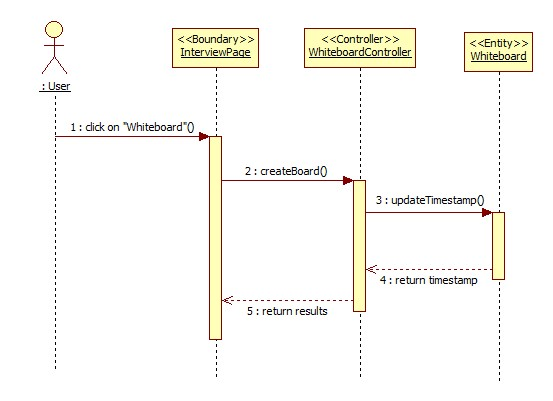 <<Boundary>>
InterviewPage
<<Controller>>
WhiteboardController
<<Entity>>
Whiteboard
: User
1 : click on "Whiteboard"()
2 : createBoard()
3 : updateTimestamp()
4 : return timestamp
5 : return results